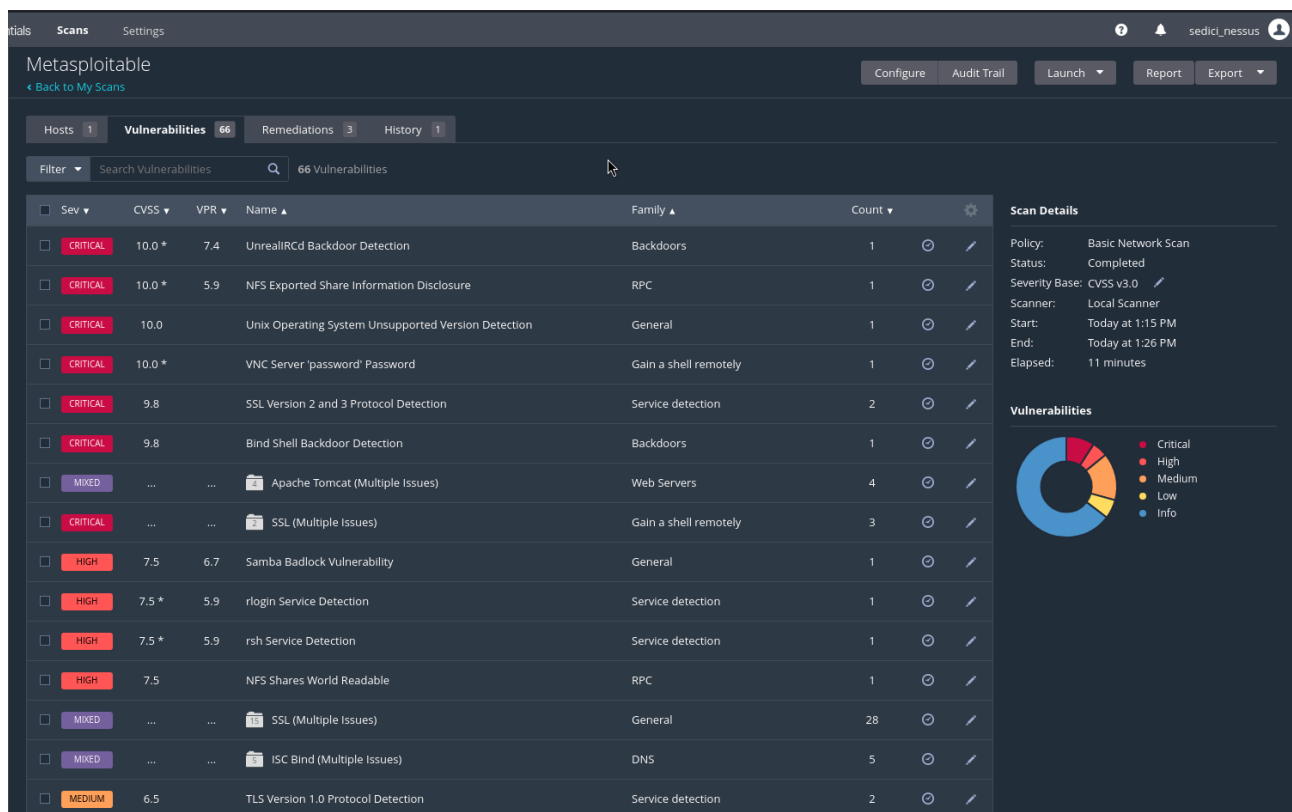 ntials Scans Settings sedici_nessus
Metasploitable
Back to My Scans
Configure Audit Trail Launch Report Export
Hosts 1 Vulnerabilities 66 Remediations 3 History 1
Filter Search Vulnerabilities 66 Vulnerabilities
Sev CVSS VPR Name Family Count
CRITICAL 10.0 * 7.4 UnrealIRCd Backdoor Detection Backdoors 1
CRITICAL 10.0 * 5.9 NFS Exported Share Information Disclosure RPC 1
CRITICAL 10.0 Unix Operating System Unsupported Version Detection General 1
CRITICAL 10.0 * VNC Server 'password' Password Gain a shell remotely 1
CRITICAL 9.8 SSL Version 2 and 3 Protocol Detection Service detection 2
CRITICAL 9.8 Bind Shell Backdoor Detection Backdoors 1
MIXED ... ... 4 Apache Tomcat (Multiple Issues) Web Servers 4
CRITICAL ... ... 2 SSL (Multiple Issues) Gain a shell remotely 3
HIGH 7.5 6.7 Samba Badlock Vulnerability General 1
HIGH 7.5 * 5.9 rlogin Service Detection Service detection 1
HIGH 7.5 * 5.9 rsh Service Detection Service detection 1
HIGH 7.5 NFS Shares World Readable RPC 1
MIXED ... ... 15 SSL (Multiple Issues) General 28
MIXED ... ... 5 ISC Bind (Multiple Issues) DNS 5
MEDIUM 6.5 TLS Version 1.0 Protocol Detection Service detection 2
Scan Details
Policy: Basic Network Scan
Status: Completed
Severity Base: CVSS v3.0
Scanner: Local Scanner
Start: Today at 1:15 PM
End: Today at 1:26 PM
Elapsed: 11 minutes
Vulnerabilities
Critical
High
Medium
Low
Info